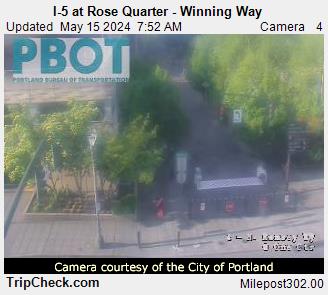 I-5 at Rose Quarter - Winning Way
Updated May 15 2024 7:52 AM Camera 4
PBOT
PORTLAND BUREAU OF TRANSPORTATION
Camera courtesy of the City of Portland
TripCheck.com Milepost302.00